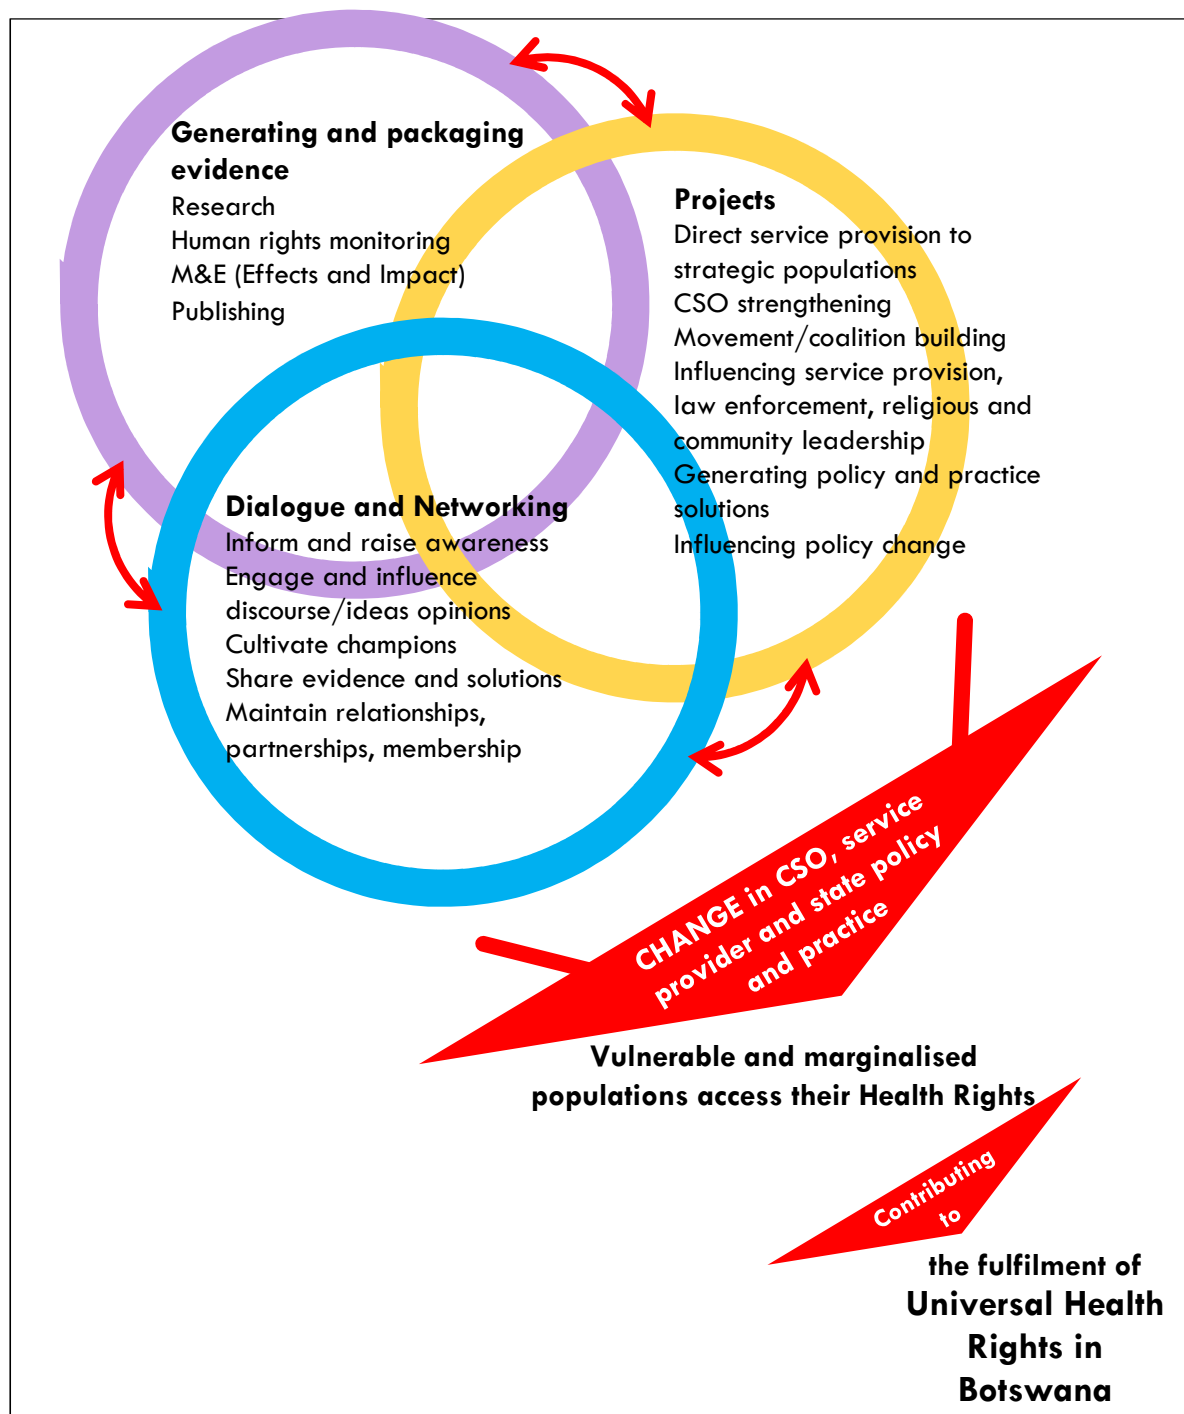 Generating and packaging
evidence
Research
Human rights monitoring
M&E (Effects and Impact)
Publishing
Projects
Direct service provision to
strategic populations
CSO strengthening
Movement/coalition building
Influencing service provision,
law enforcement, religious and
community leadership
Generating policy and practice
solutions
Influencing policy change
Dialogue and Networking
Inform and raise awareness
Engage and influence
discourse/ideas opinions
Cultivate champions
Share evidence and solutions
Maintain relationships,
partnerships, membership
CHANGE in CSO, service
provider and state policy
and practice
Vulnerable and marginalised
populations access their Health Rights
Contributing
to
the fulfilment of
Universal Health
Rights in
Botswana